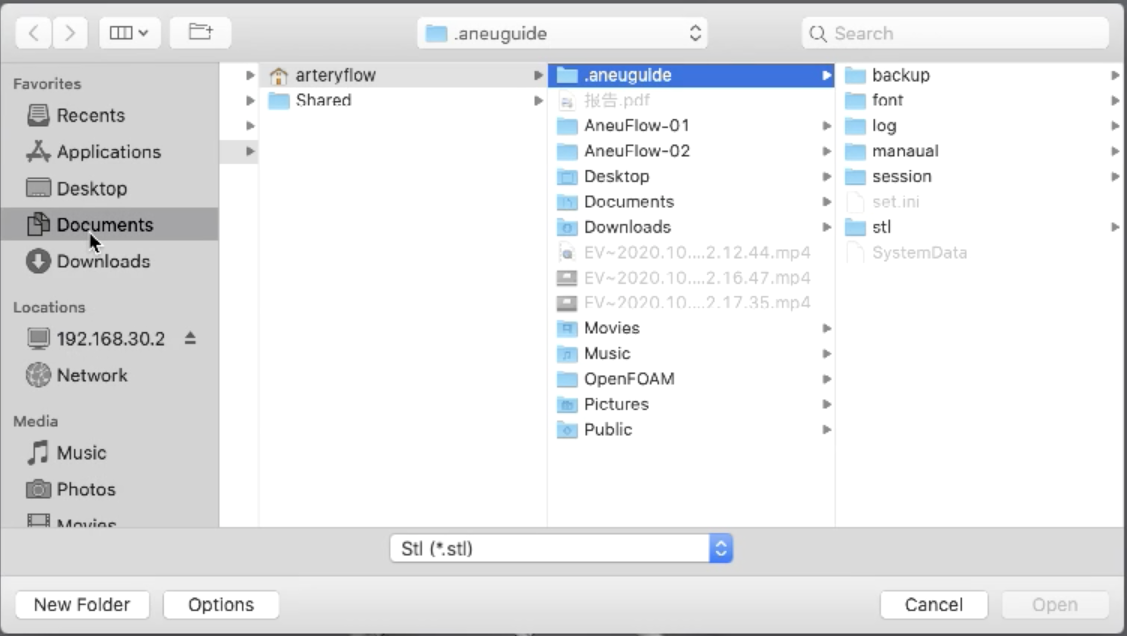 .aneuguide
Search
Favorites
Recents
Applications
Desktop
Documents
Downloads
Locations
192.168.30.2
Network
Media
Music
Photos
Movies
arteryflow
Shared
.aneuguide
报告.pdf
AneuFlow-01
AneuFlow-02
Desktop
Documents
Downloads
EV~2020.10....2.12.44.mp4
EV~2020.10....2.16.47.mp4
EV~2020.10....2.17.35.mp4
Movies
Music
OpenFOAM
Pictures
Public
backup
font
log
manaual
session
set.ini
stl
SystemData
Stl (*.stl)
New Folder
Options
Cancel
Open